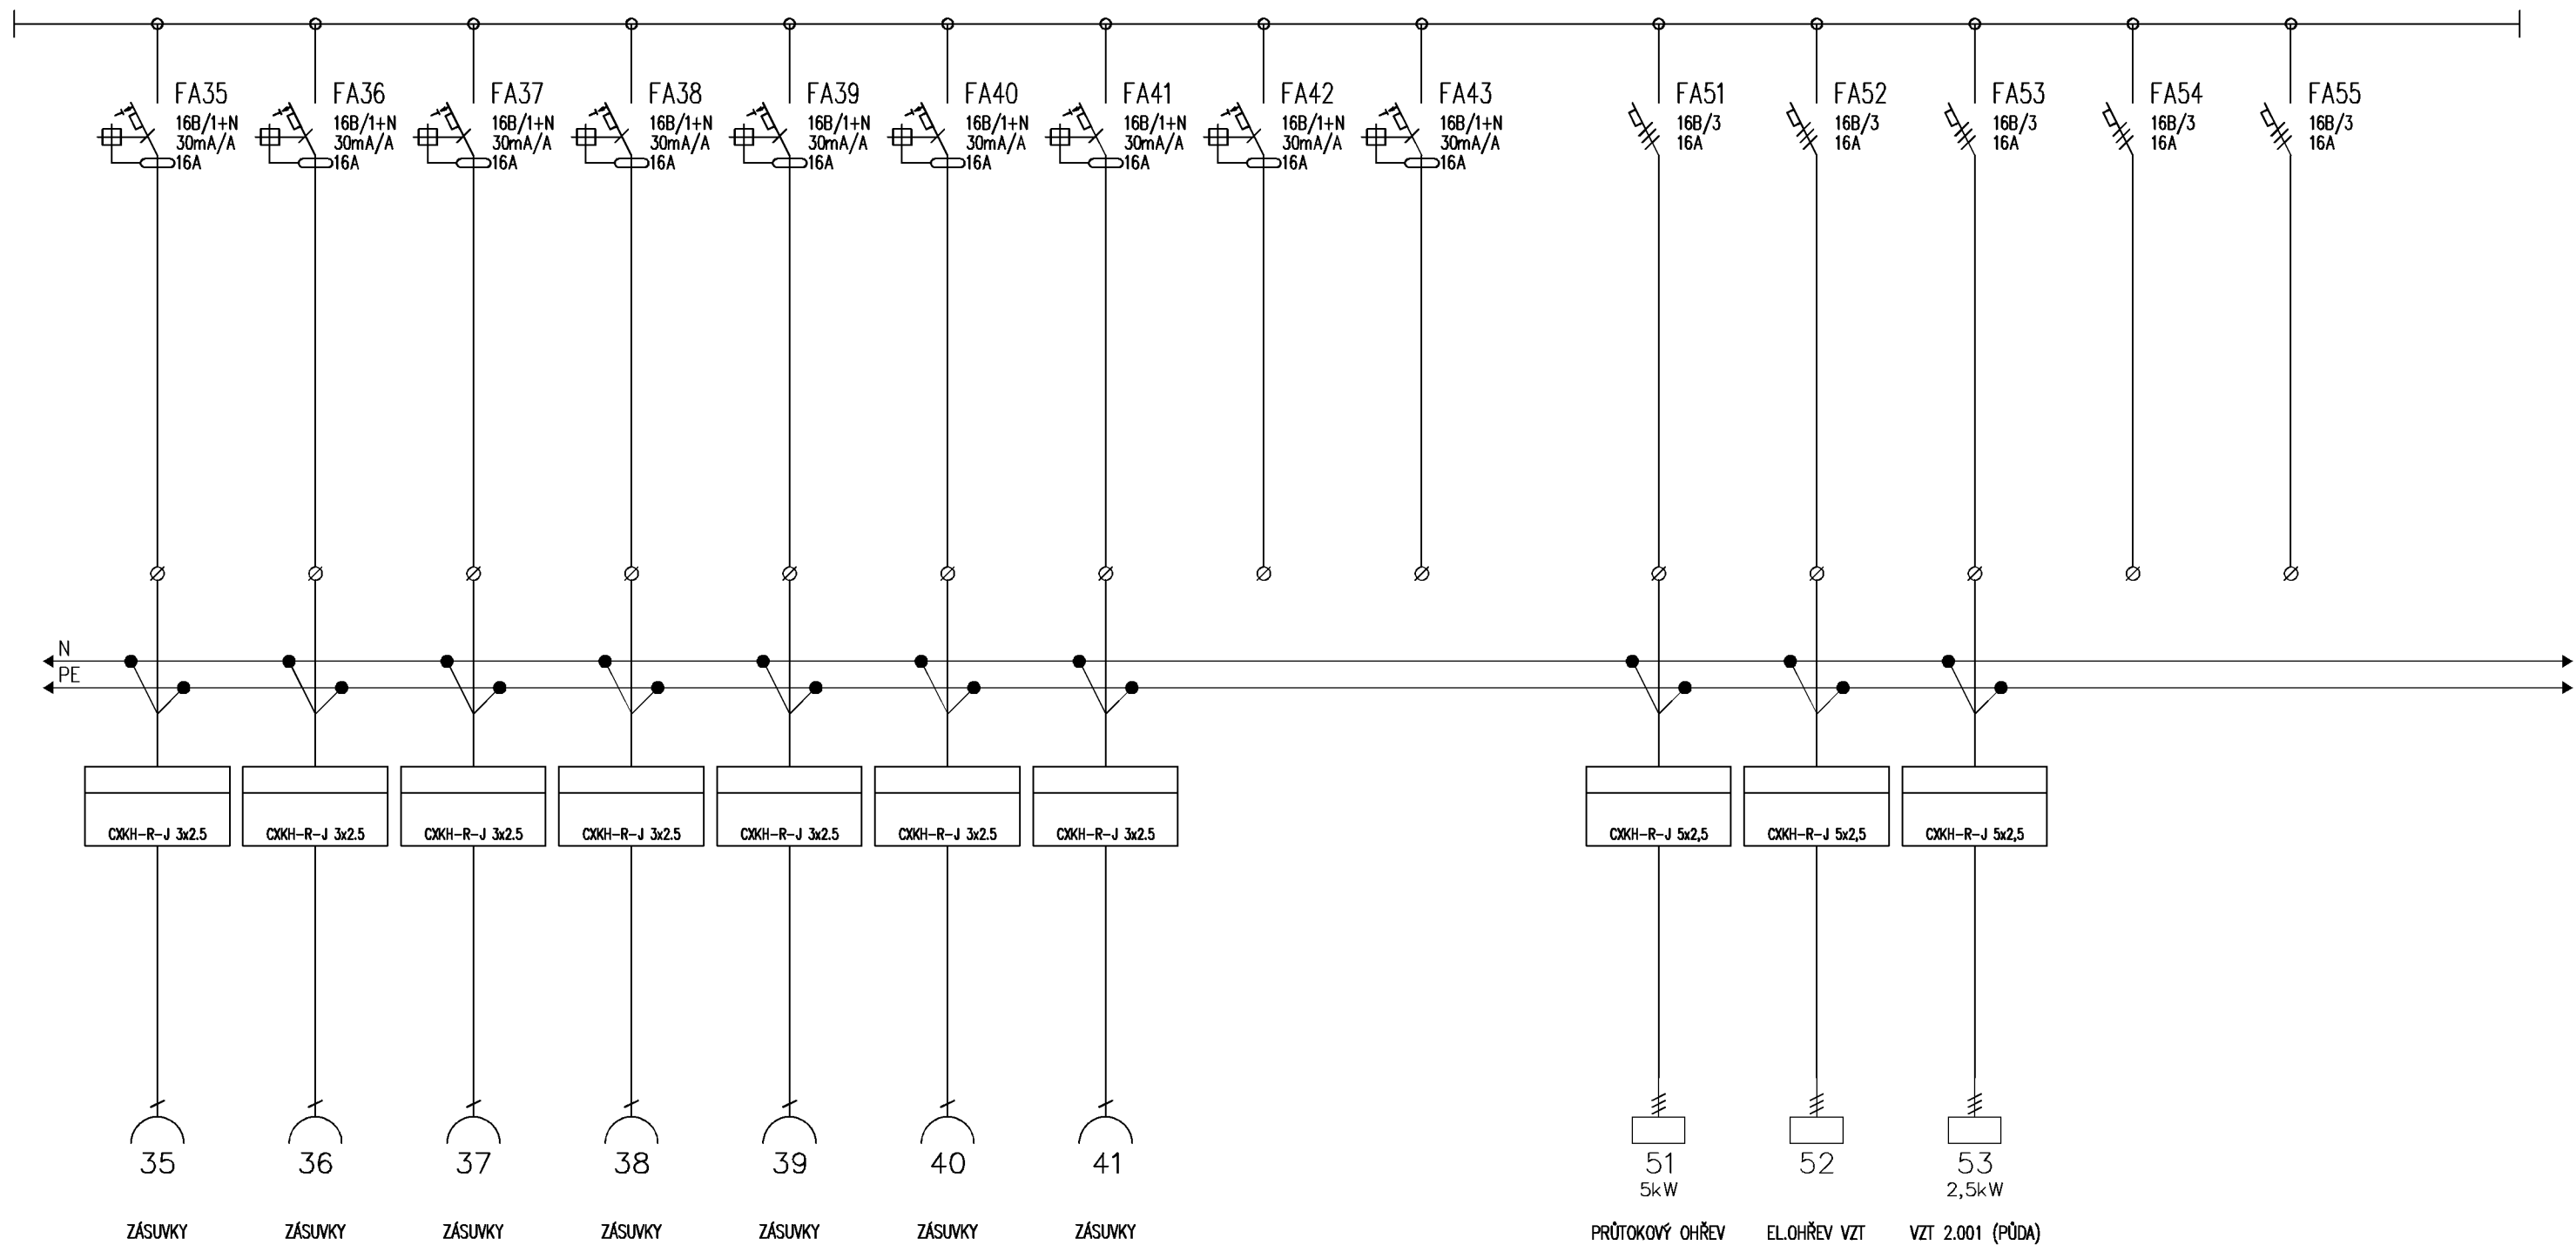 FA35 FA36 FA37 FA38 FA39 FA40 FA41 FA42 FA43 FA51 FA52 FA53 FA54 FA55
16B/1+N 16B/1+N 16B/1+N 16B/1+N 16B/1+N 16B/1+N 16B/1+N 16B/1+N 16B/1+N 16B/3 16B/3 16B/3 16B/3 16B/3
30mA/A 30mA/A 30mA/A 30mA/A 30mA/A 30mA/A 30mA/A 30mA/A 30mA/A 16A 16A 16A 16A 16A
16A 16A 16A 16A 16A 16A 16A 16A 16A
N
PE
CXKH-R-J 3x2.5 CXKH-R-J 3x2.5 CXKH-R-J 3x2.5 CXKH-R-J 3x2.5 CXKH-R-J 3x2.5 CXKH-R-J 3x2.5 CXKH-R-J 3x2.5 CXKH-R-J 5x2,5 CXKH-R-J 5x2,5 CXKH-R-J 5x2,5
35 36 37 38 39 40 41 51 52 53
5kW 2,5kW
ZÁSUVKY ZÁSUVKY ZÁSUVKY ZÁSUVKY ZÁSUVKY ZÁSUVKY ZÁSUVKY PRŮTOKOVÝ OHŘEV EL.OHŘEV VZT VZT 2.001 (PŮDA)